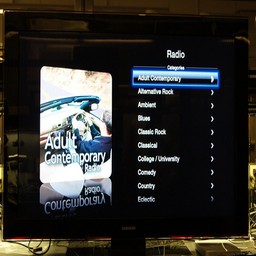 Radio
Categories
Adult Contemporary
Alternative Rock
Ambient
Blues
Classic Rock
Classical
College / University
Comedy
Country
Eclectic
Adult
Contemporary
Radio